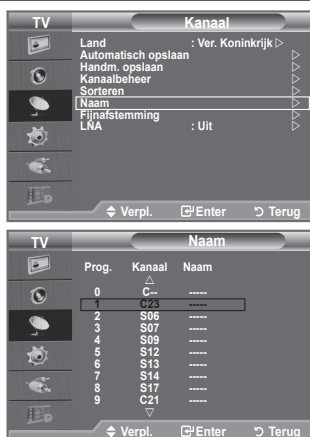 TV Kanaal
Land : Ver. Koninkrijk ▷
Automatisch opslaan ▷
Handm. opslaan ▷
Kanaalbeheer ▷
Sorteren ▷
Naam ▷
Fijnafstemming ▷
LNA : Uit ▷
Verpl. Enter Terug
TV Naam
Prog. Kanaal Naam
△
0 C-- -----
1 C23 -----
2 S06 -----
3 S07 -----
4 S09 -----
5 S12 -----
6 S13 -----
7 S14 -----
8 S17 -----
9 C21 -----
▽
Verpl. Enter Terug